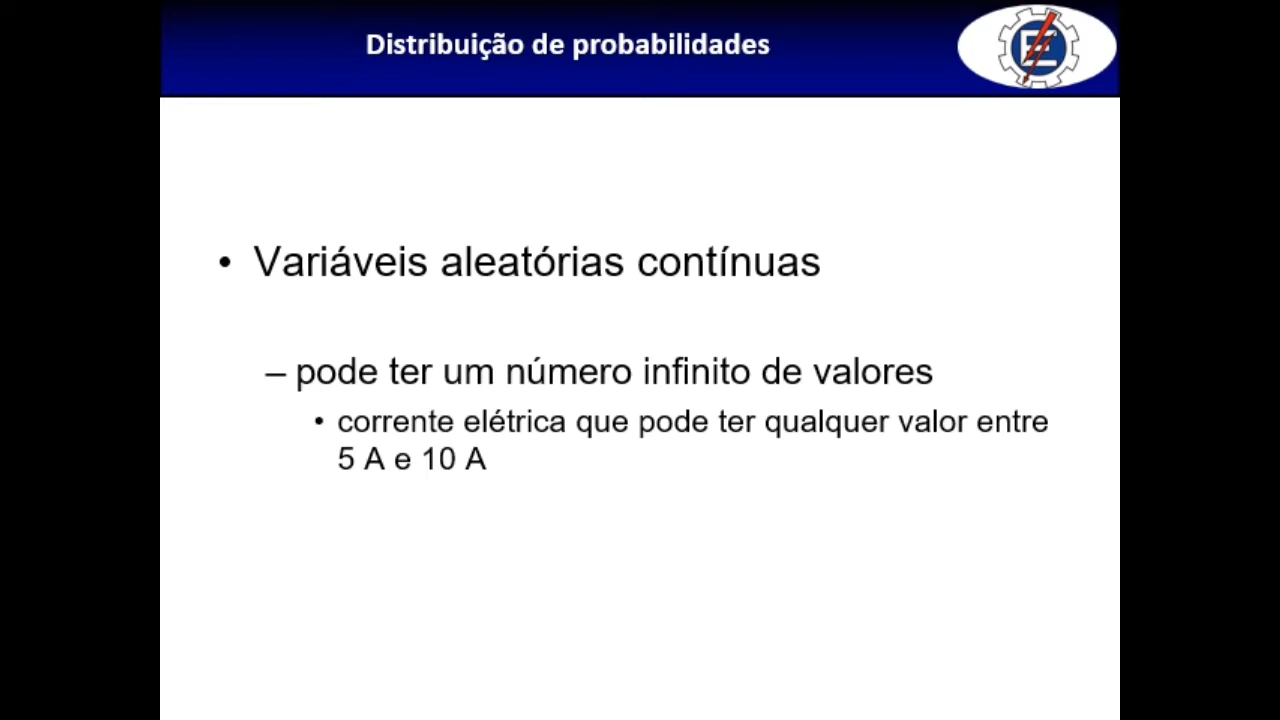 Distribuição de probabilidades
• Variáveis aleatórias contínuas
– pode ter um número infinito de valores
• corrente elétrica que pode ter qualquer valor entre
5 A e 10 A